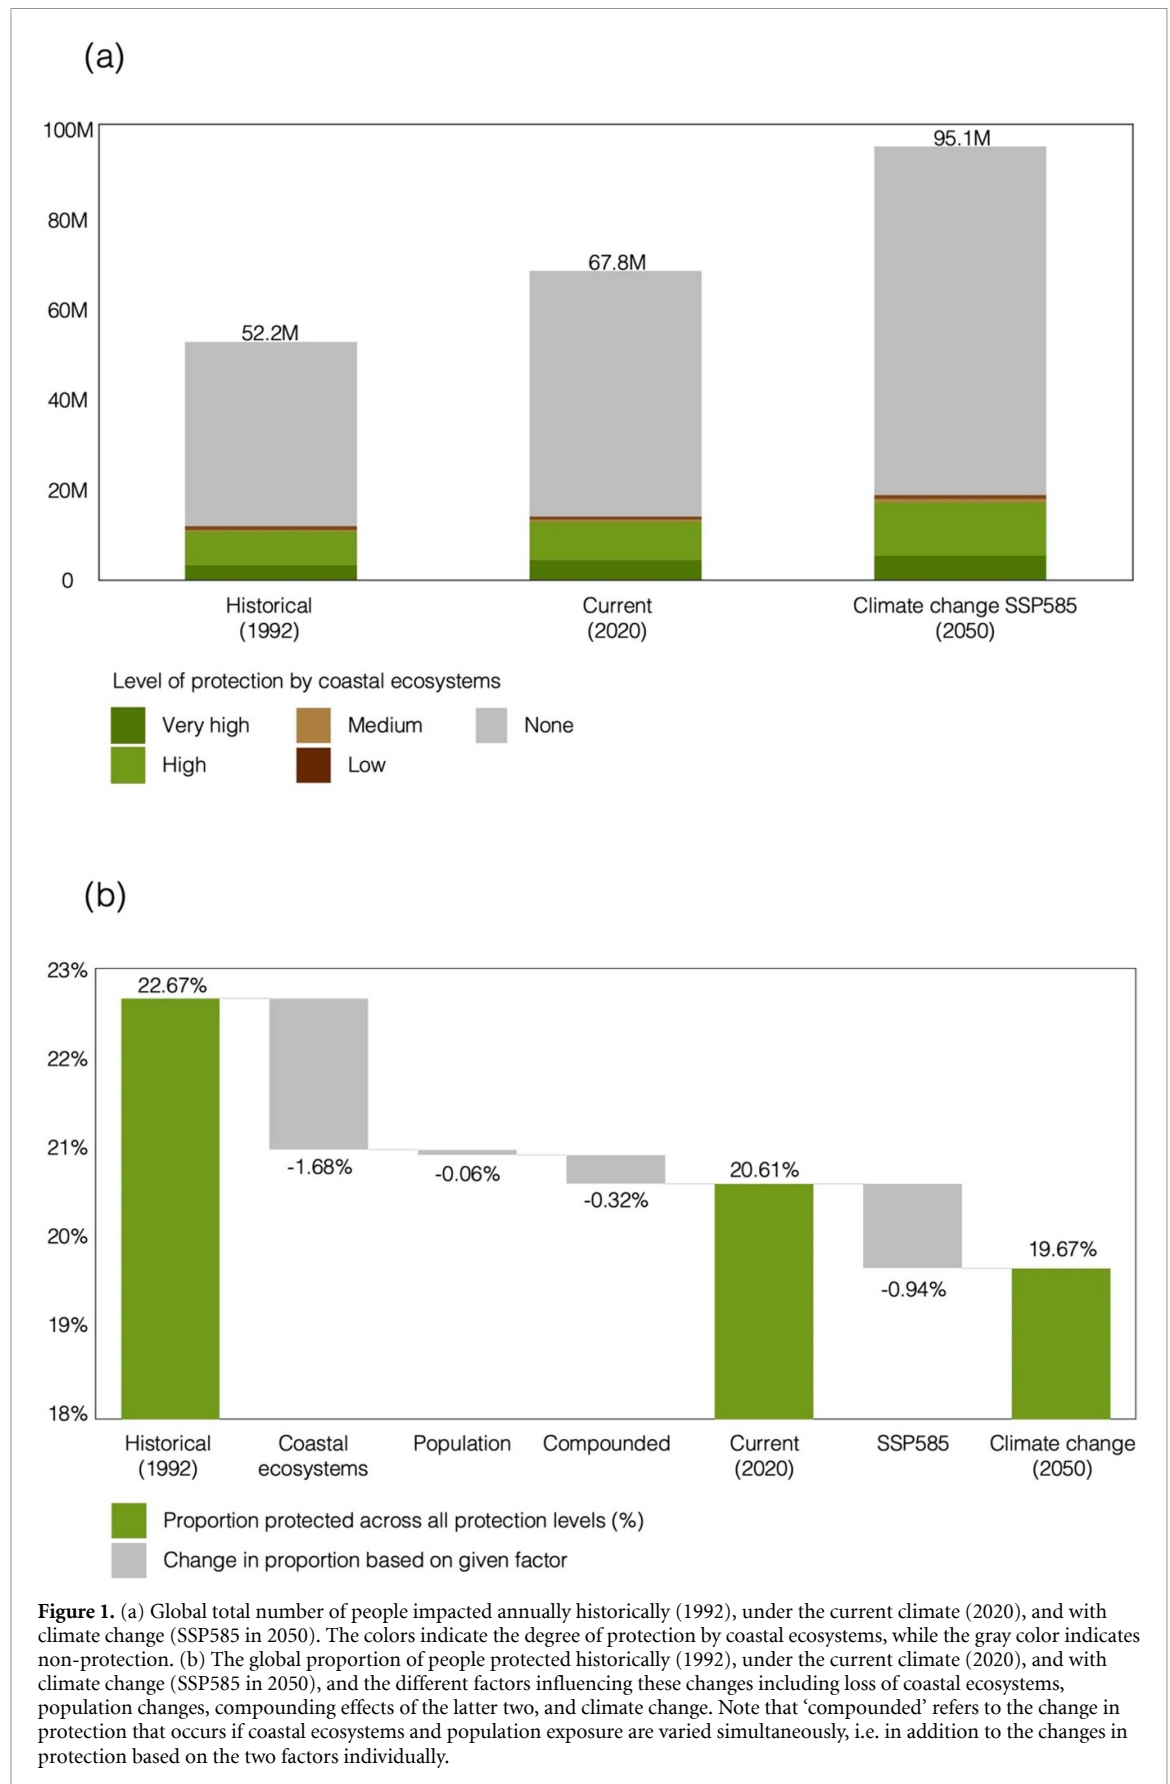 (a)
100M
80M
60M
40M
20M
0
52.2M
67.8M
95.1M
Historical
(1992)
Current
(2020)
Climate change SSP585
(2050)
Level of protection by coastal ecosystems
Very high
Medium
None
High
Low
(b)
23%
22%
21%
20%
19%
18%
22.67%
-1.68%
-0.06%
-0.32%
20.61%
-0.94%
19.67%
Historical
(1992)
Coastal
ecosystems
Population
Compounded
Current
(2020)
SSP585
Climate change
(2050)
Proportion protected across all protection levels (%)
Change in proportion based on given factor
Figure 1. (a) Global total number of people impacted annually historically (1992), under the current climate (2020), and with
climate change (SSP585 in 2050). The colors indicate the degree of protection by coastal ecosystems, while the gray color indicates
non-protection. (b) The global proportion of people protected historically (1992), under the current climate (2020), and with
climate change (SSP585 in 2050), and the different factors influencing these changes including loss of coastal ecosystems,
population changes, compounding effects of the latter two, and climate change. Note that ‘compounded’ refers to the change in
protection that occurs if coastal ecosystems and population exposure are varied simultaneously, i.e. in addition to the changes in
protection based on the two factors individually.